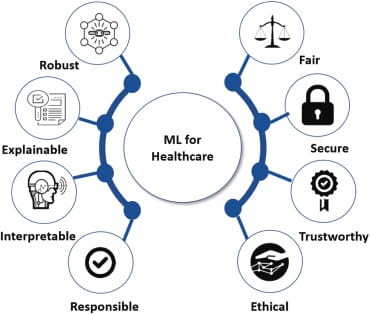 Robust
Fair
Explainable
ML for
Healthcare
Secure
Interpretable
Trustworthy
Responsible
Ethical